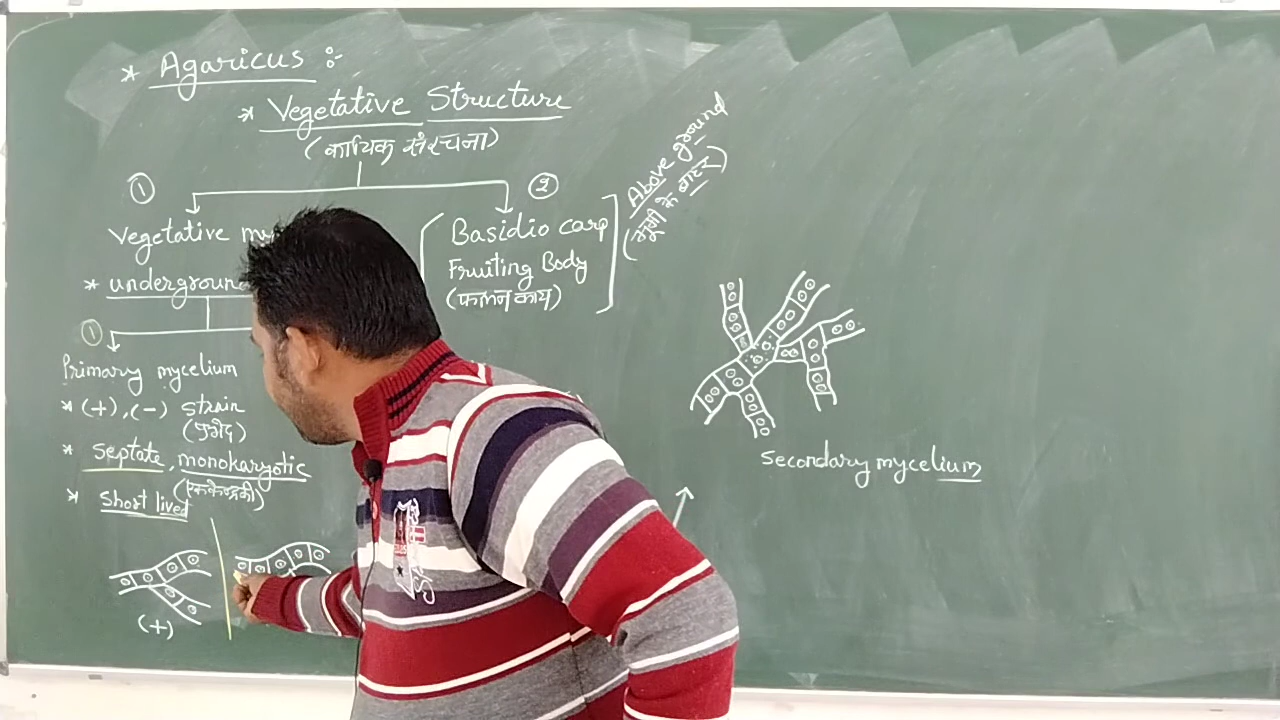 * Agaricus :-
* Vegetative Structure
(कायिक संरचना)
① ②
Vegetative
* underground
①
Primary mycelium
* (+), (-) strain
(प्रभेद)
* Septate, monokaryotic
(एककेन्द्रकी)
* Short lived
(+)
Basidio carp
Fruiting Body
(फलन काय)
Above ground
(भूमी के बाहर)
Secondary mycelium